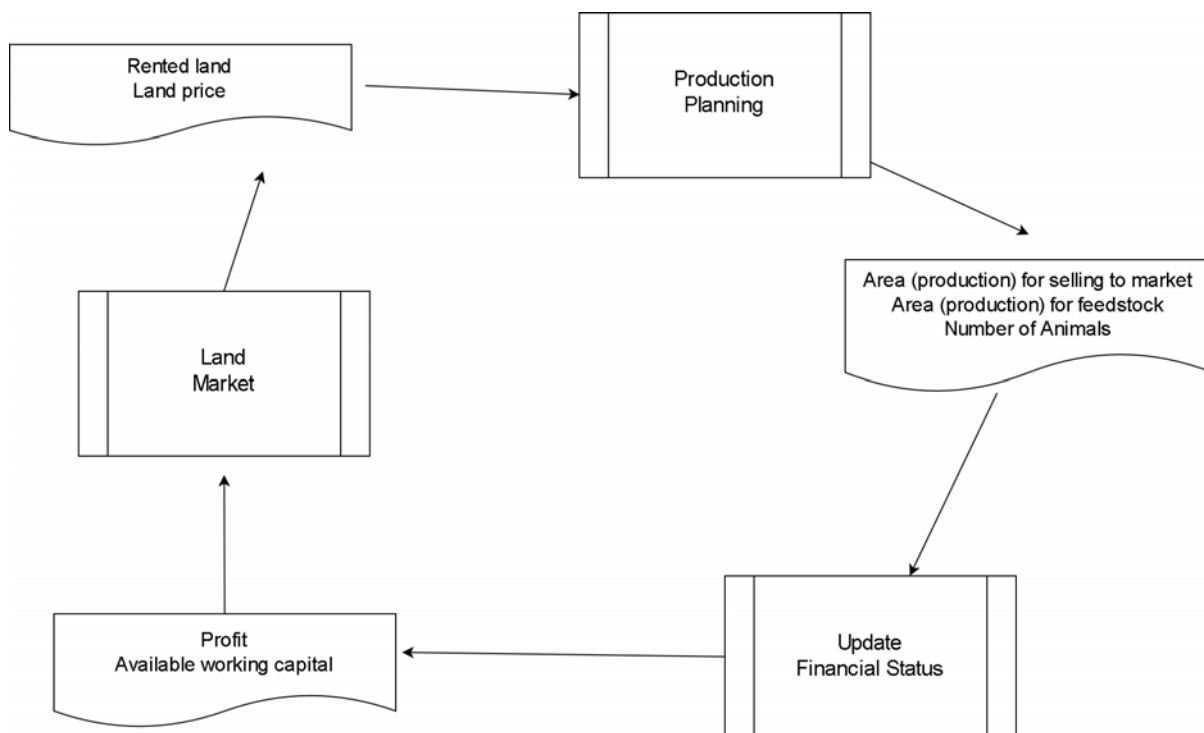 Rented land
Land price
Production
Planning
Area (production) for selling to market
Area (production) for feedstock
Number of Animals
Land
Market
Profit
Available working capital
Update
Financial Status